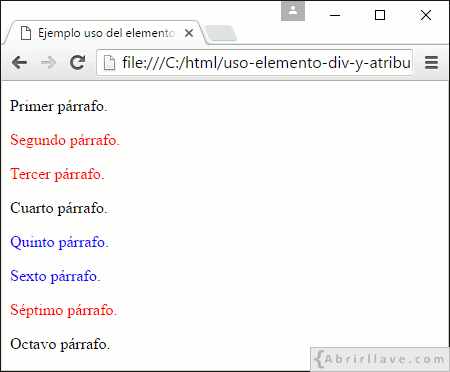 Ejemplo uso del elemento
file:///C:/html/uso-elemento-div-y-atribu
Primer párrafo.
Segundo párrafo.
Tercer párrafo.
Cuarto párrafo.
Quinto párrafo.
Sexto párrafo.
Séptimo párrafo.
Octavo párrafo.
{Abrirllave.com